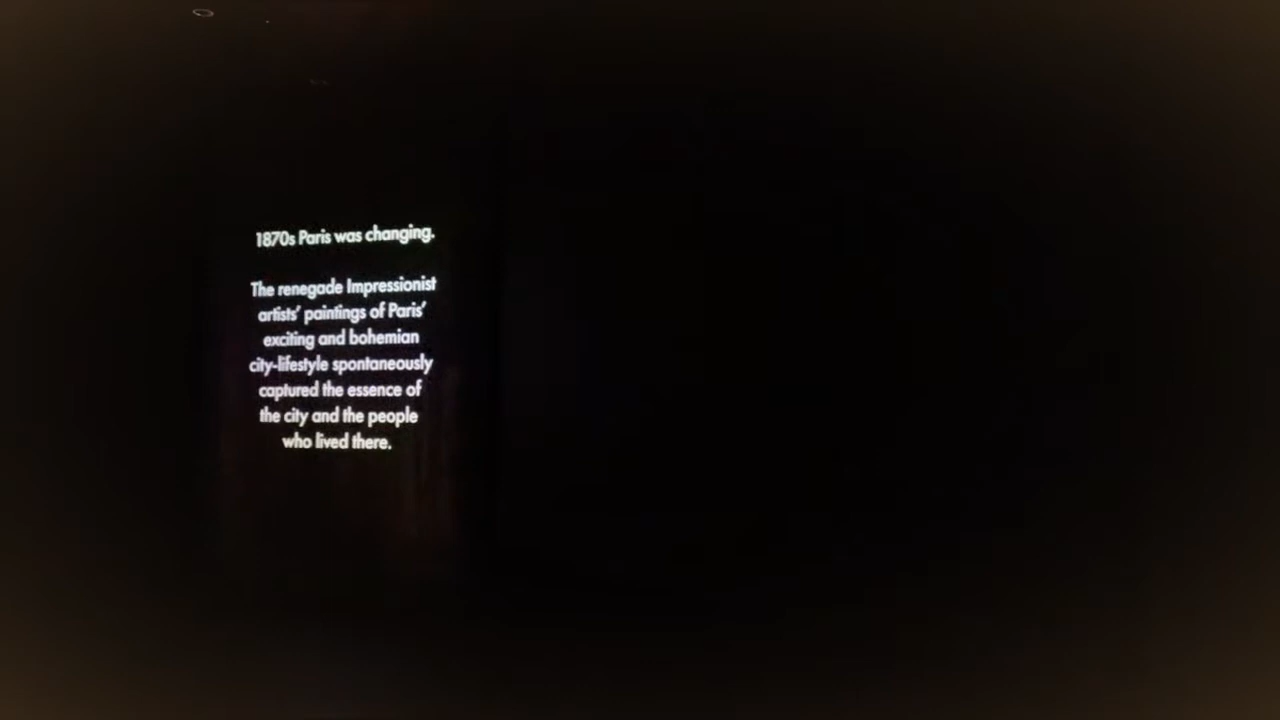 1870s Paris was changing.
The renegade Impressionist
artists' paintings of Paris'
exciting and bohemian
city-lifestyle spontaneously
captured the essence of
the city and the people
who lived there.